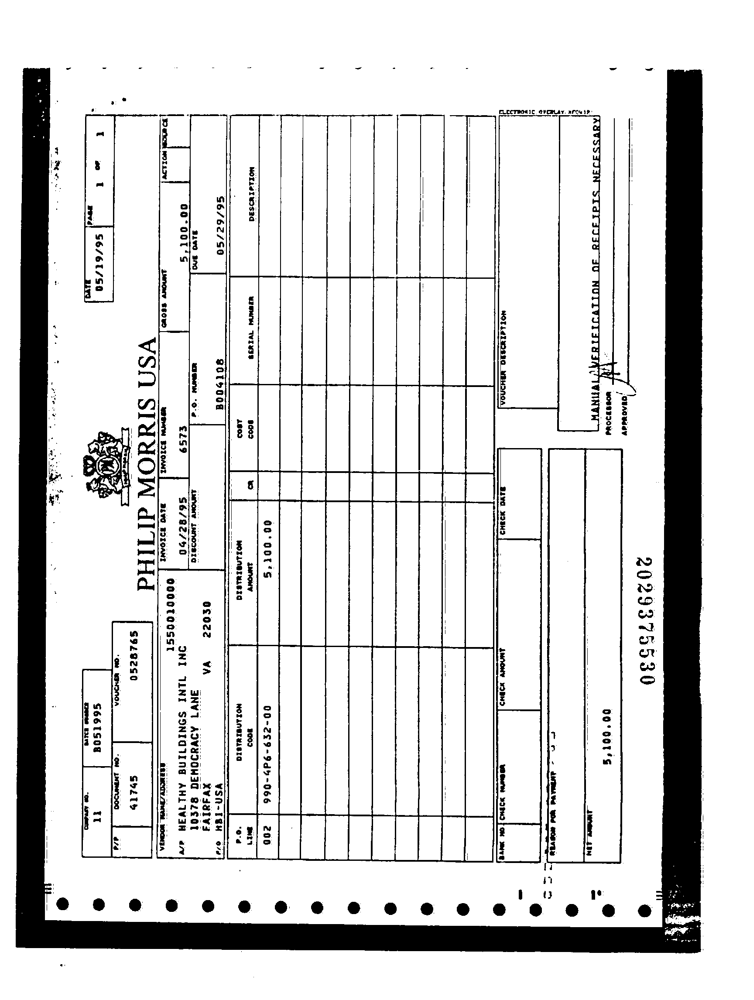 COMPANY NO. BATCH SOURCE
11 B051995
P/P DOCUMENT NO. VOUCHER NO.
41745 0528765
DATE PAGE
05/19/95 1 OF 1
PHILIP MORRIS USA
VENDOR NAME/ADDRESS INVOICE DATE INVOICE NUMBER GROSS AMOUNT ACTION SOURCE
1550010000 04/28/95 6573 5,100.00
A/P HEALTHY BUILDINGS INTL INC DISCOUNT AMOUNT P.O. NUMBER DUE DATE
10378 DEMOCRACY LANE
FAIRFAX VA 22030 B004108 05/29/95
P/O HBI-USA
P.O. LINE DISTRIBUTION CODE DISTRIBUTION AMOUNT CR COST CODE SERIAL NUMBER DESCRIPTION
002 990-4P6-632-00 5,100.00
BANK NO CHECK NUMBER CHECK AMOUNT CHECK DATE VOUCHER DESCRIPTION
REASON FOR PAYMENT
NET AMOUNT
5,100.00
MANUAL VERIFICATION OF RECEIPTS NECESSARY
PROCESSOR
APPROVED
ELECTRONIC OVERLAY
2029375530